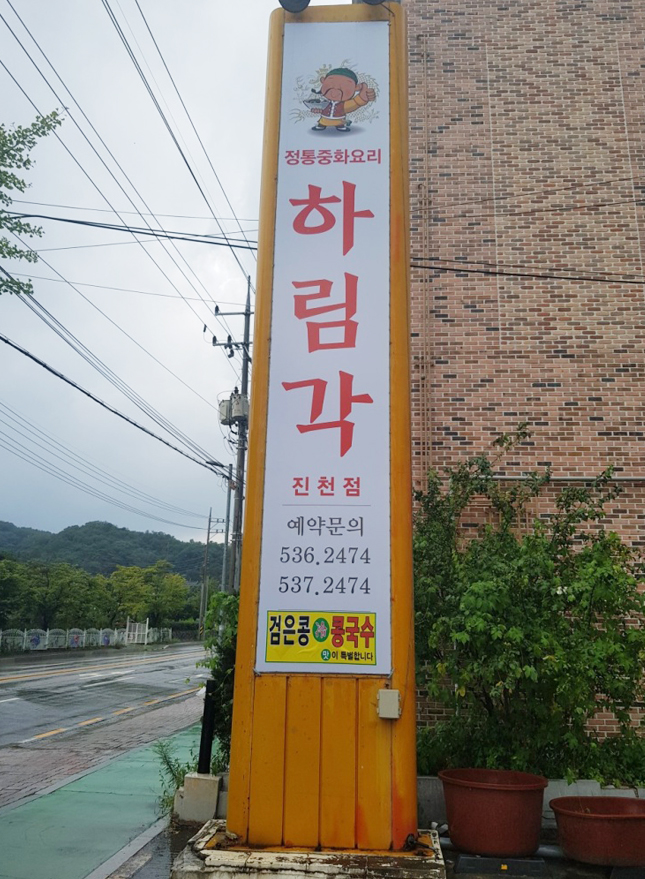 정통중화요리
하림각
진천점
예약문의
536.2474
537.2474
검은콩 콩국수
맛이 특별합니다